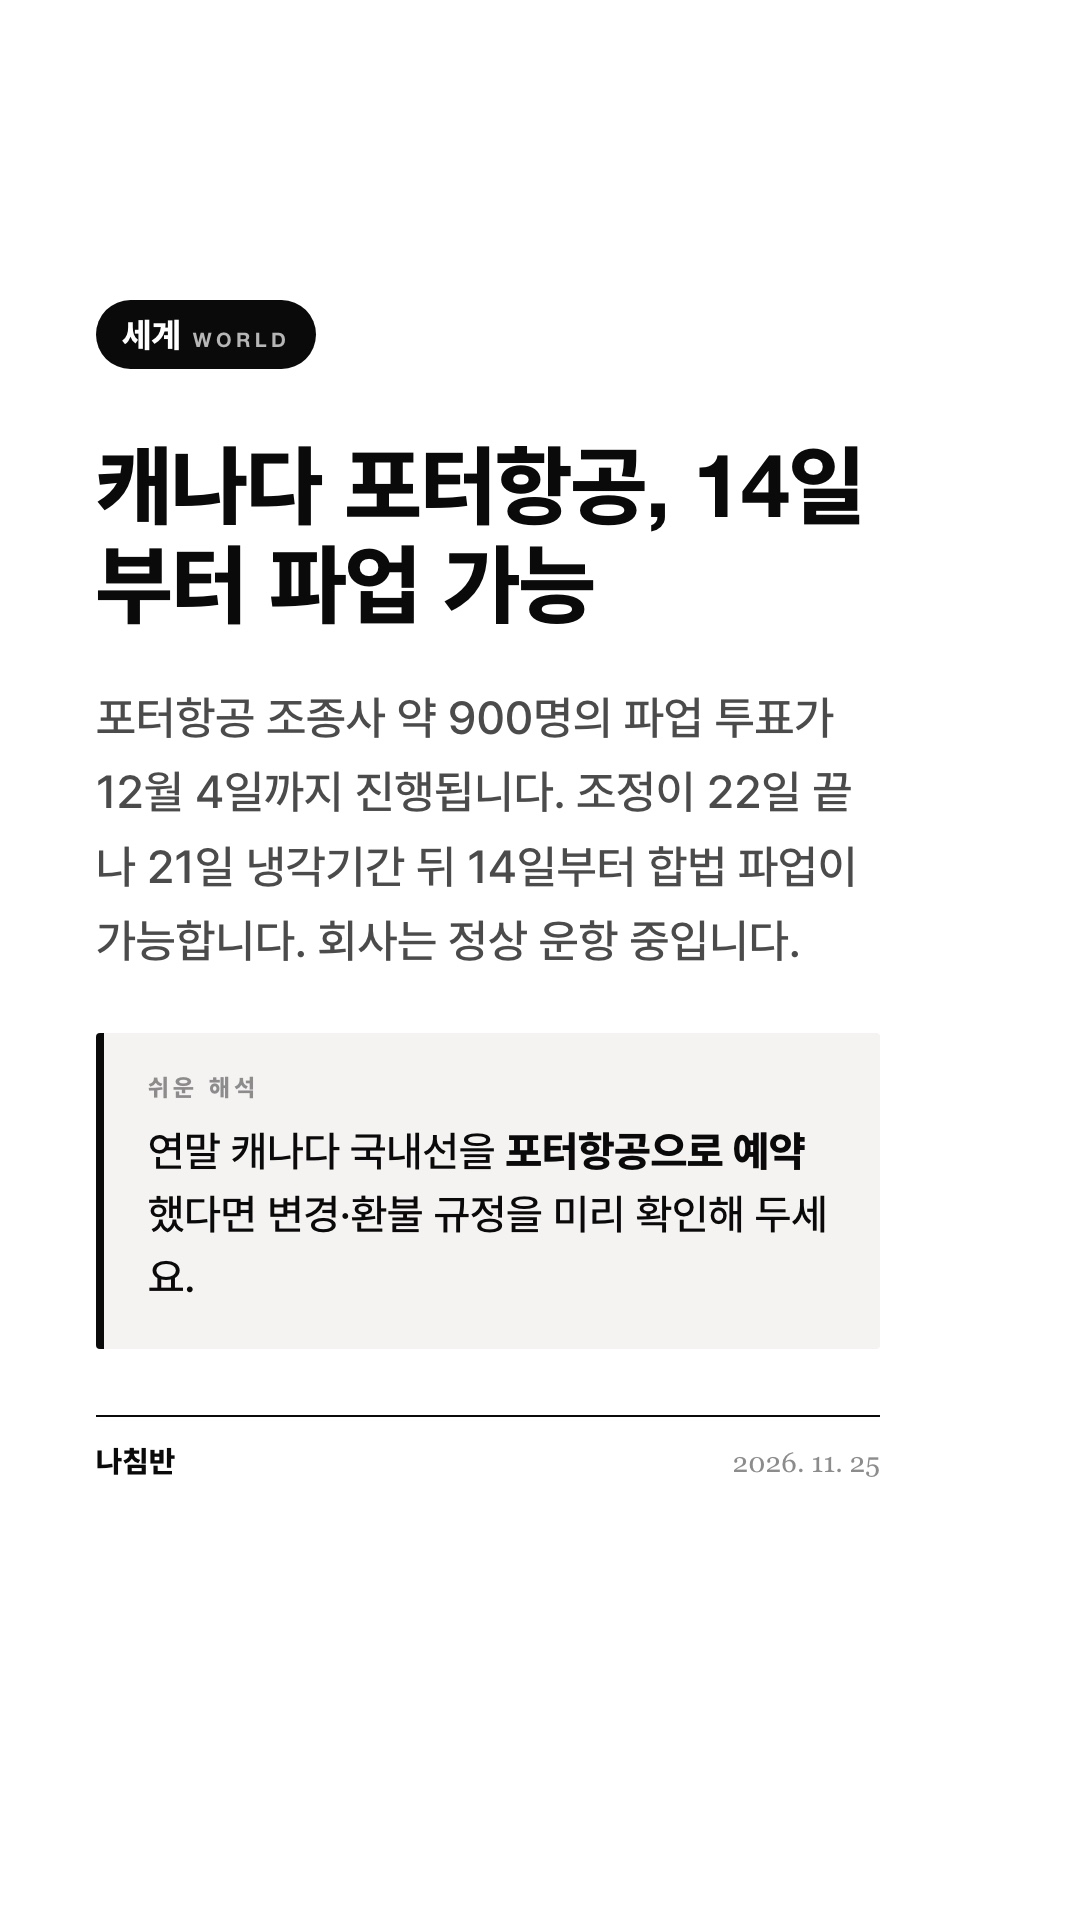 세계 WORLD
캐나다 포터항공, 14일
부터 파업 가능
포터항공 조종사 약 900명의 파업 투표가
12월 4일까지 진행됩니다. 조정이 22일 끝
나 21일 냉각기간 뒤 14일부터 합법 파업이
가능합니다. 회사는 정상 운항 중입니다.
쉬운 해석
연말 캐나다 국내선을 포터항공으로 예약
했다면 변경·환불 규정을 미리 확인해 두세
요.
나침반
2026. 11. 25